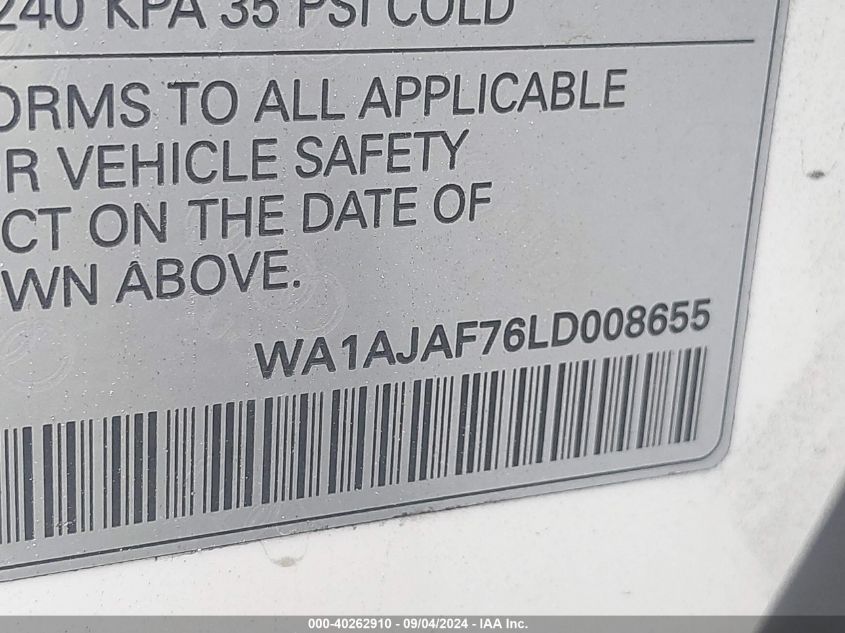 240 KPA 35 PSI COLD
ORMS TO ALL APPLICABLE
R VEHICLE SAFETY
CT ON THE DATE OF
WN ABOVE.
WA1AJAF76LD008655
000-40262910 - 09/04/2024 - IAA Inc.